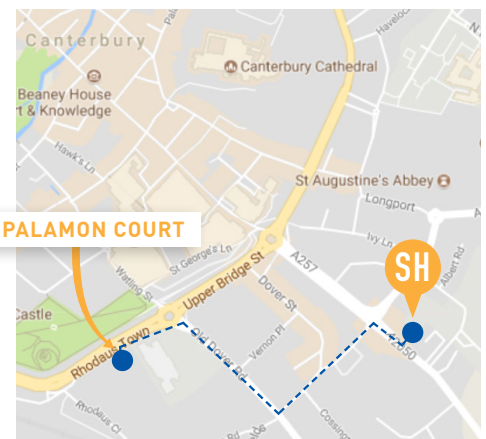 Canterbury
Havelock
Canterbury Cathedral
Beaney House
rt & Knowledge
Hawk's Ln
St Augustine's Abbey
Longport
PALAMON COURT
Ivy Ln
St George's Ln
A257
SH
Albert Rd
Watling St
Upper Bridge St
Dover St
Castle
Rhodaus Town
Old Dover Rd
Vernon Pl
A2050
Rhodaus Cl
Cossing